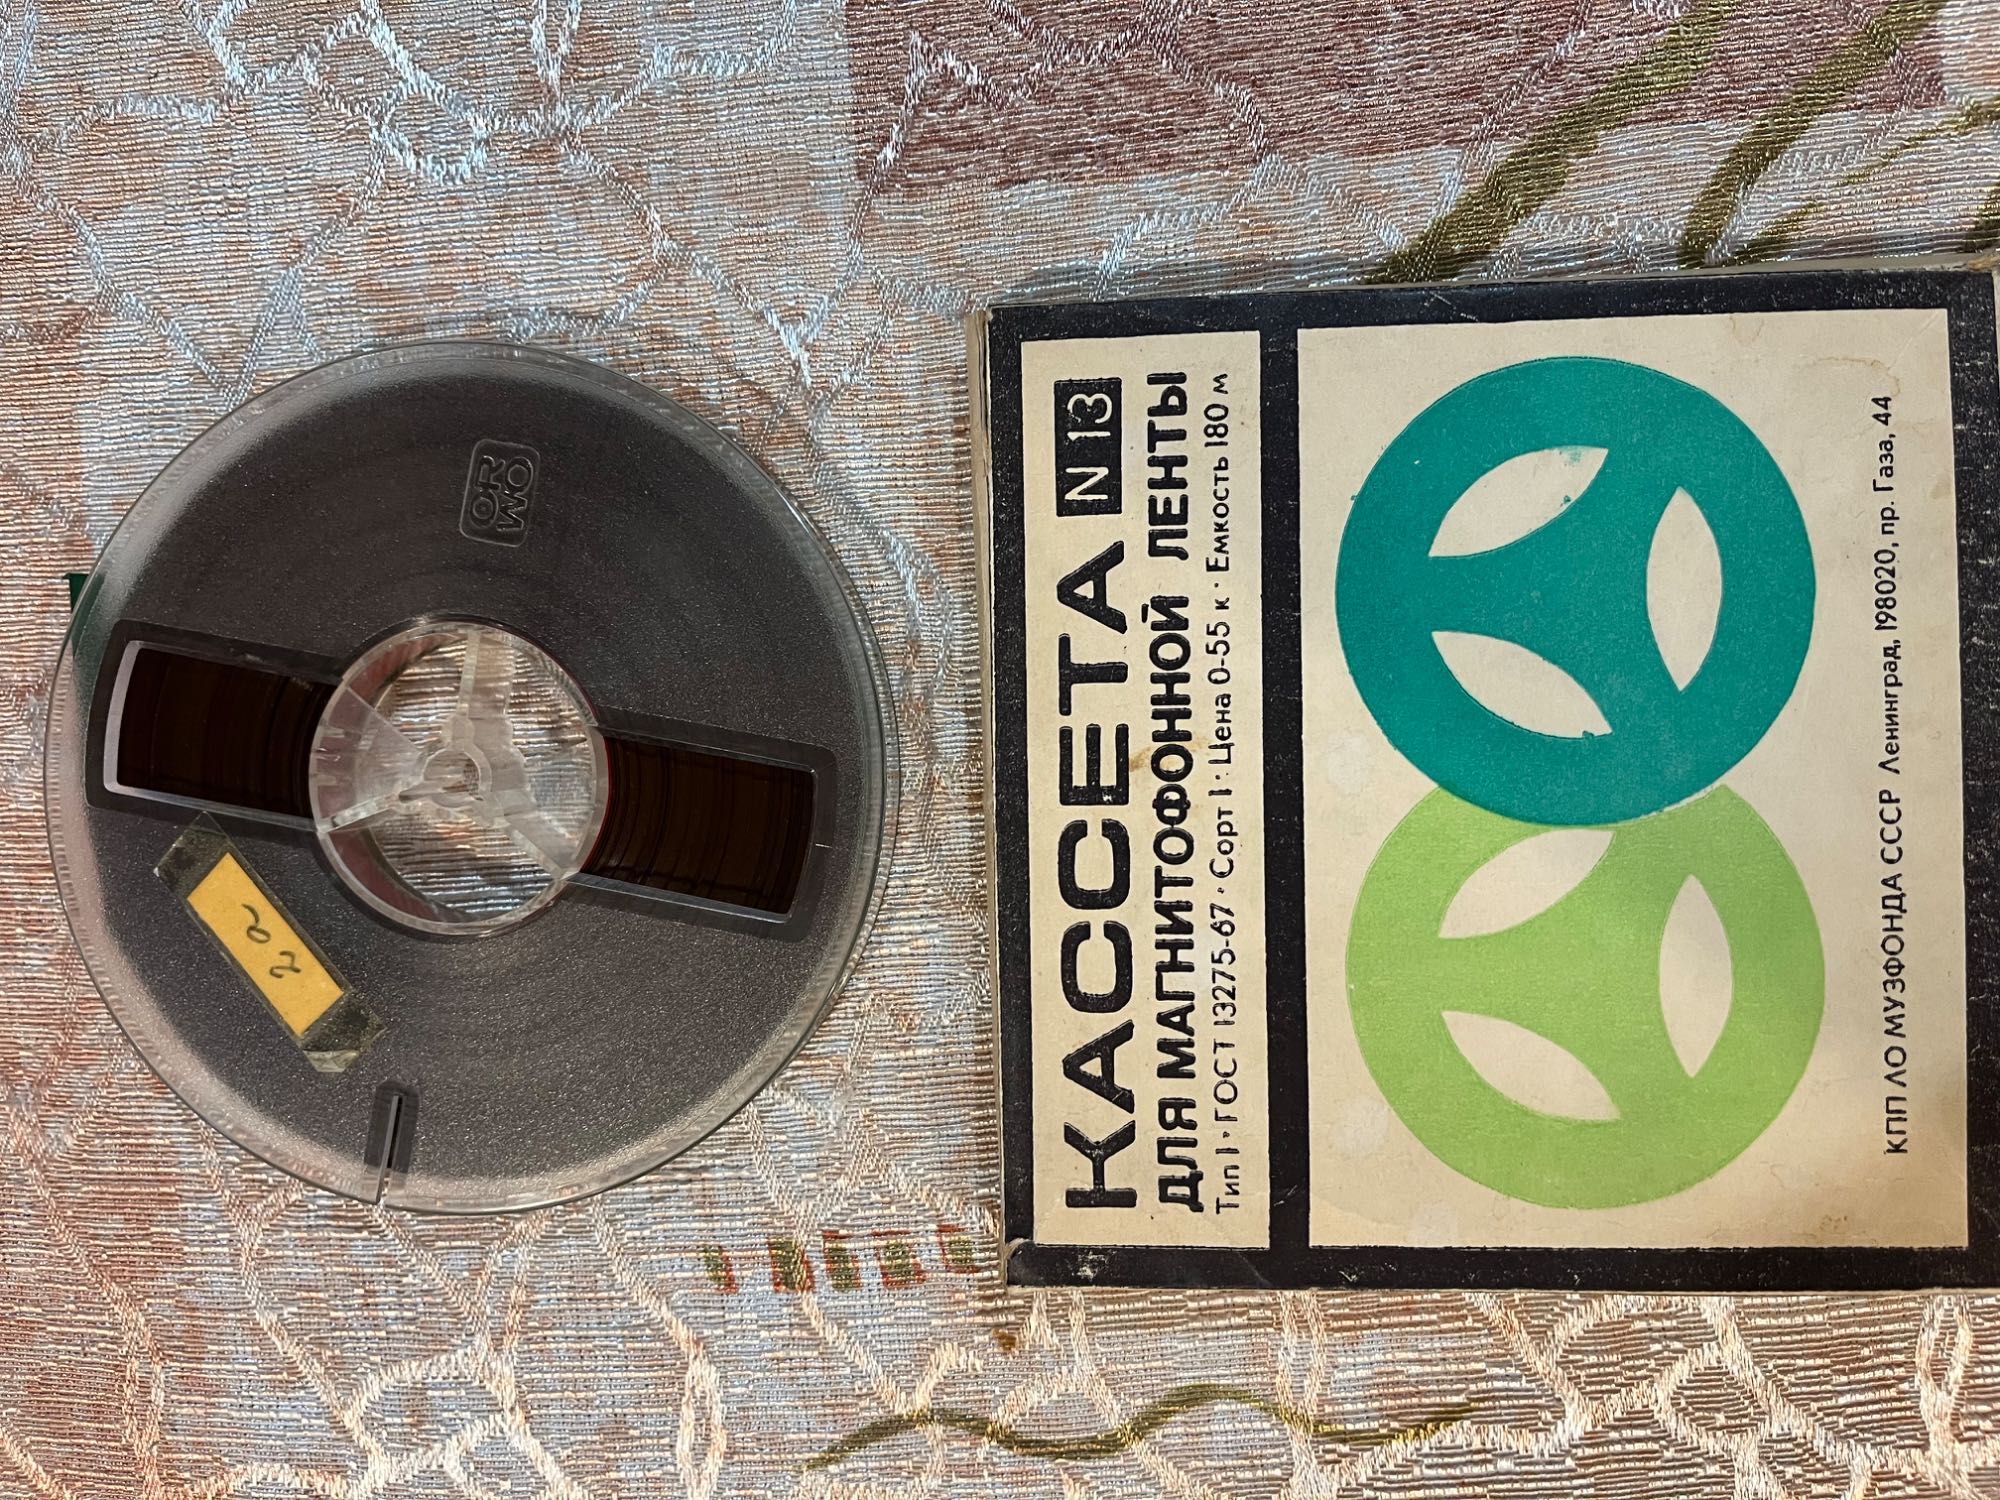 OR
WO
2a
КАССЕТА N 13
ДЛЯ МАГНИТОФОННОЙ ЛЕНТЫ
Тип I · ГОСТ 13275-67 · Сорт I · Цена 0-55 к · Емкость 180 м
КПП ЛО МУЗФОНДА СССР Ленинград, 198020, пр. Газа, 44